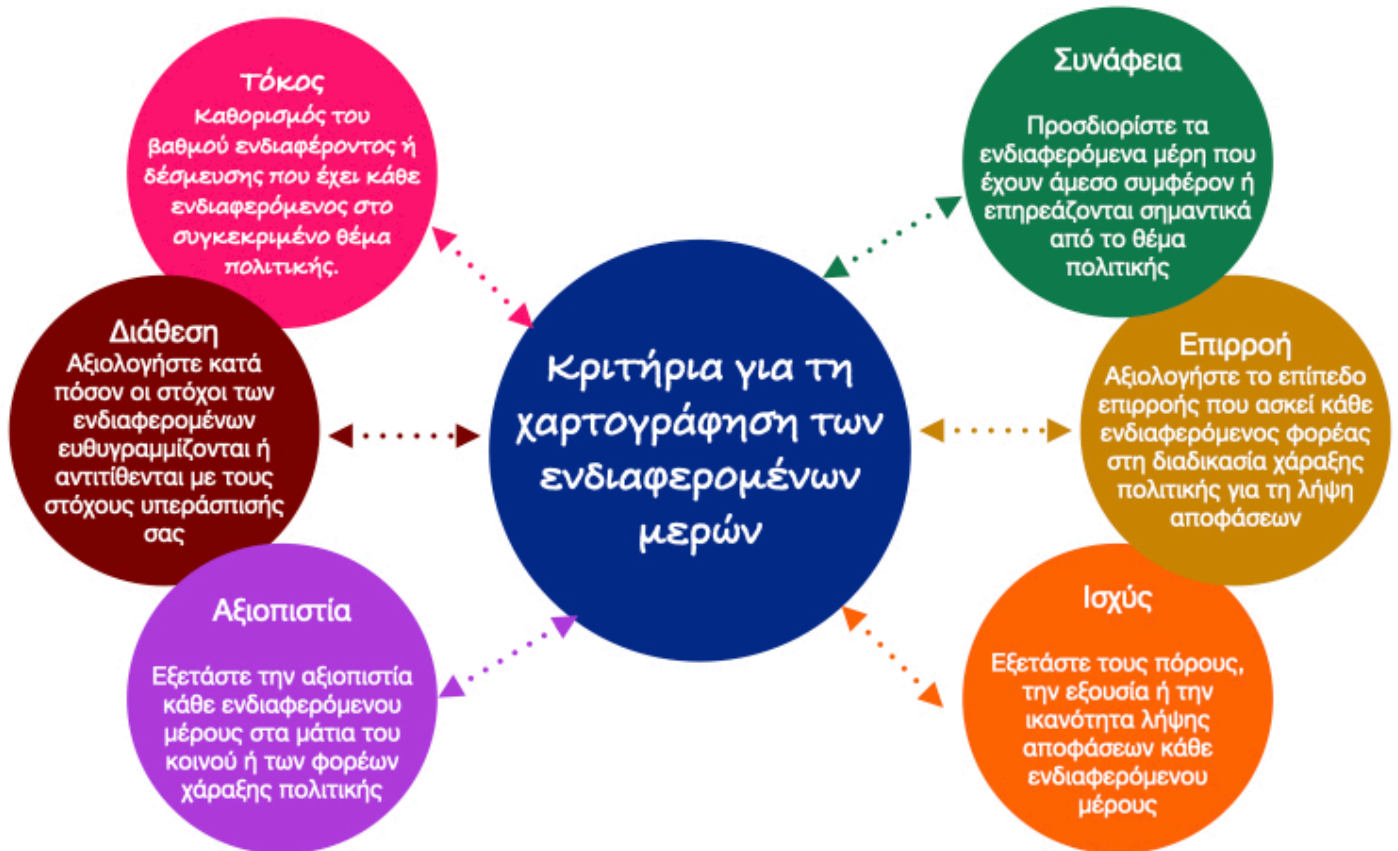 Τόκος
Καθορισμός του
βαθμού ενδιαφέροντος ή
δέσμευσης που έχει κάθε
ενδιαφερόμενος στο
συγκεκριμένο θέμα
πολιτικής.
Διάθεση
Αξιολογήστε κατά
πόσον οι στόχοι των
ενδιαφερομένων
ευθυγραμμίζονται ή
αντιτίθενται με τους
στόχους υπεράσπισής
σας
Αξιοπιστία
Εξετάστε την αξιοπιστία
κάθε ενδιαφερόμενου
μέρους στα μάτια του
κοινού ή των φορέων
χάραξης πολιτικής
Κριτήρια για τη
χαρτογράφηση των
ενδιαφερομένων
μερών
Συνάφεια
Προσδιορίστε τα
ενδιαφερόμενα μέρη που
έχουν άμεσο συμφέρον ή
επηρεάζονται σημαντικά
από το θέμα
πολιτικής
Επιρροή
Αξιολογήστε το επίπεδο
επιρροής που ασκεί κάθε
ενδιαφερόμενος φορέας
στη διαδικασία χάραξης
πολιτικής για τη λήψη
αποφάσεων
Ισχύς
Εξετάστε τους πόρους,
την εξουσία ή την
ικανότητα λήψης
αποφάσεων κάθε
ενδιαφερόμενου
μέρους